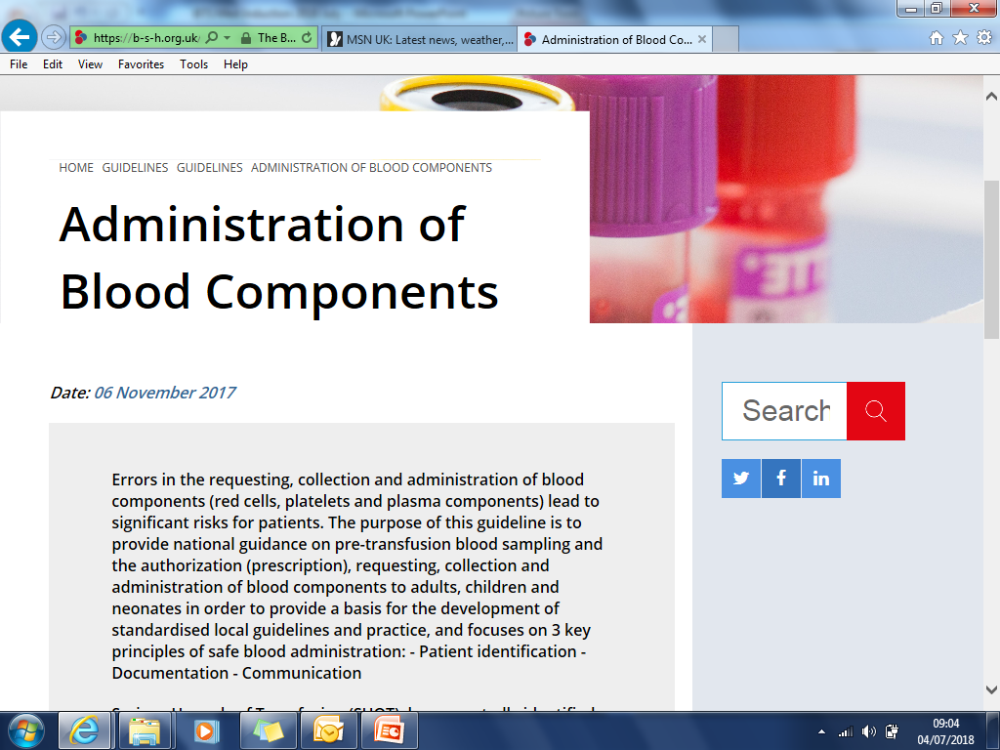 https://b-s-h.org.uk/ The B... MSN UK: Latest news, weather,... Administration of Blood Co...
File Edit View Favorites Tools Help
HOME GUIDELINES GUIDELINES ADMINISTRATION OF BLOOD COMPONENTS
Administration of
Blood Components
Date: 06 November 2017
Search
Errors in the requesting, collection and administration of blood
components (red cells, platelets and plasma components) lead to
significant risks for patients. The purpose of this guideline is to
provide national guidance on pre-transfusion blood sampling and
the authorization (prescription), requesting, collection and
administration of blood components to adults, children and
neonates in order to provide a basis for the development of
standardised local guidelines and practice, and focuses on 3 key
principles of safe blood administration: - Patient identification -
Documentation - Communication
09:04
04/07/2018